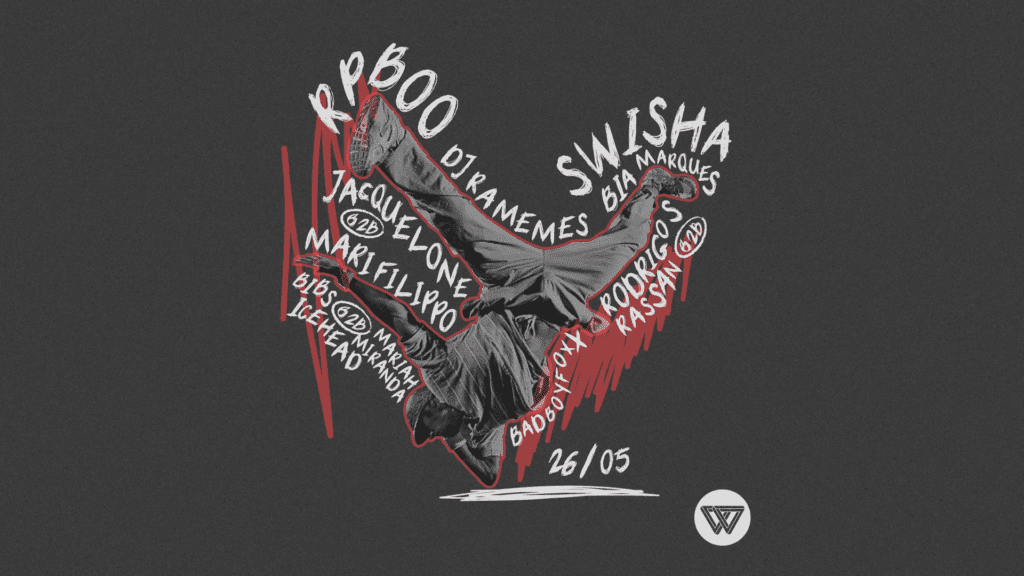 RPBOO
DJ RAMEMES
SWISHA
BIA MARQUES
JACQUELONE
B2B
MARI FILIPPO
RODRIGO S
B2B
RASSAN
BIBS
B2B
MARIAH
MIRANDA
ICEHEAD
BADBOYFOXX
26/05